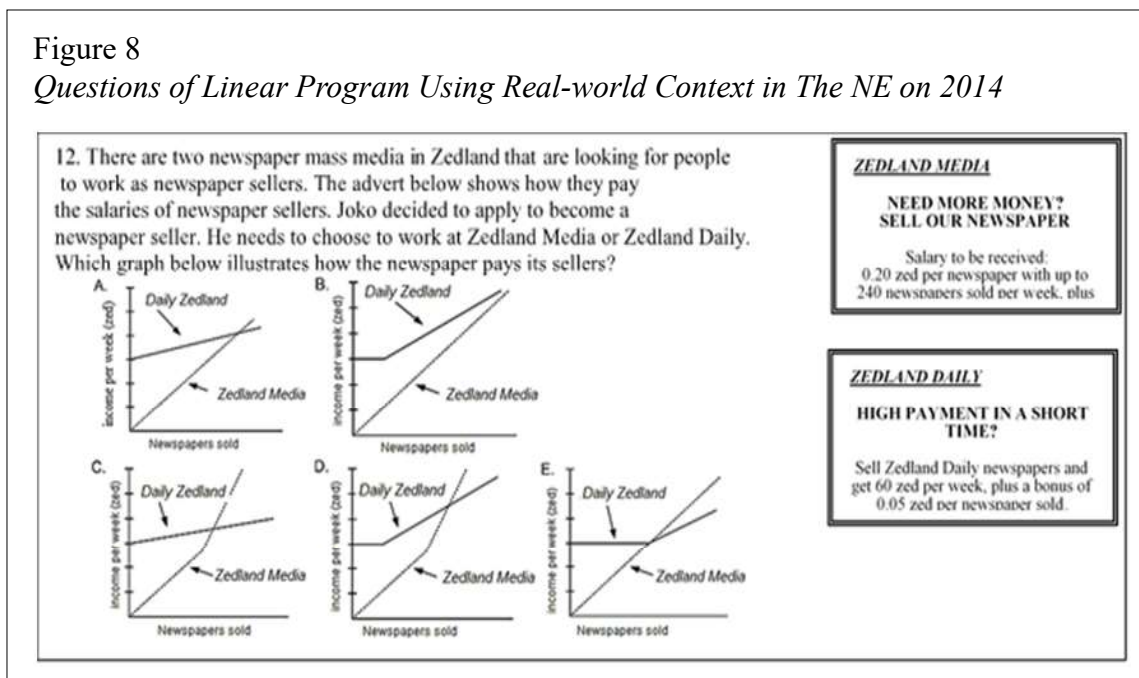 Figure 8
Questions of Linear Program Using Real-world Context in The NE on 2014
12. There are two newspaper mass media in Zedland that are looking for people
to work as newspaper sellers. The advert below shows how they pay
the salaries of newspaper sellers. Joko decided to apply to become a
newspaper seller. He needs to choose to work at Zedland Media or Zedland Daily.
Which graph below illustrates how the newspaper pays its sellers?
A.
income per week (zed)
Daily Zedland
Zedland Media
Newspapers sold
B.
income per week (zed)
Daily Zedland
Zedland Media
Newspapers sold
C.
income per week (zed)
Daily Zedland
Zedland Media
Newspapers sold
D.
income per week (zed)
Daily Zedland
Zedland Media
Newspapers sold
E.
income per week (zed)
Daily Zedland
Zedland Media
Newspapers sold
ZEDLAND MEDIA
NEED MORE MONEY?
SELL OUR NEWSPAPER
Salary to be received:
0.20 zed per newspaper with up to
240 newspapers sold per week, plus
ZEDLAND DAILY
HIGH PAYMENT IN A SHORT
TIME?
Sell Zedland Daily newspapers and
get 60 zed per week, plus a bonus of
0.05 zed per newspaper sold.